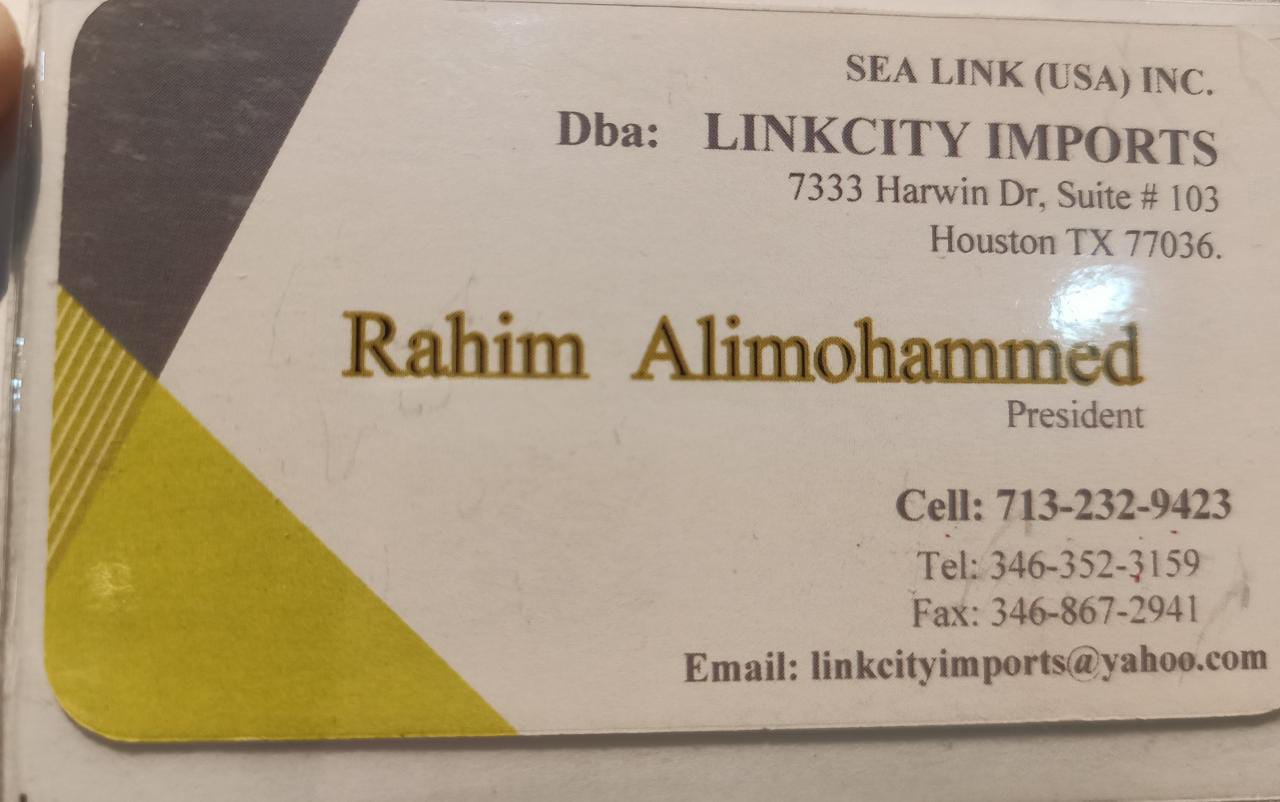 SEA LINK (USA) INC.
Dba: LINKCITY IMPORTS
7333 Harwin Dr, Suite # 103
Houston TX 77036.
Rahim Alimohammed
President
Cell: 713-232-9423
Tel: 346-352-3159
Fax: 346-867-2941
Email: linkcityimports@yahoo.com